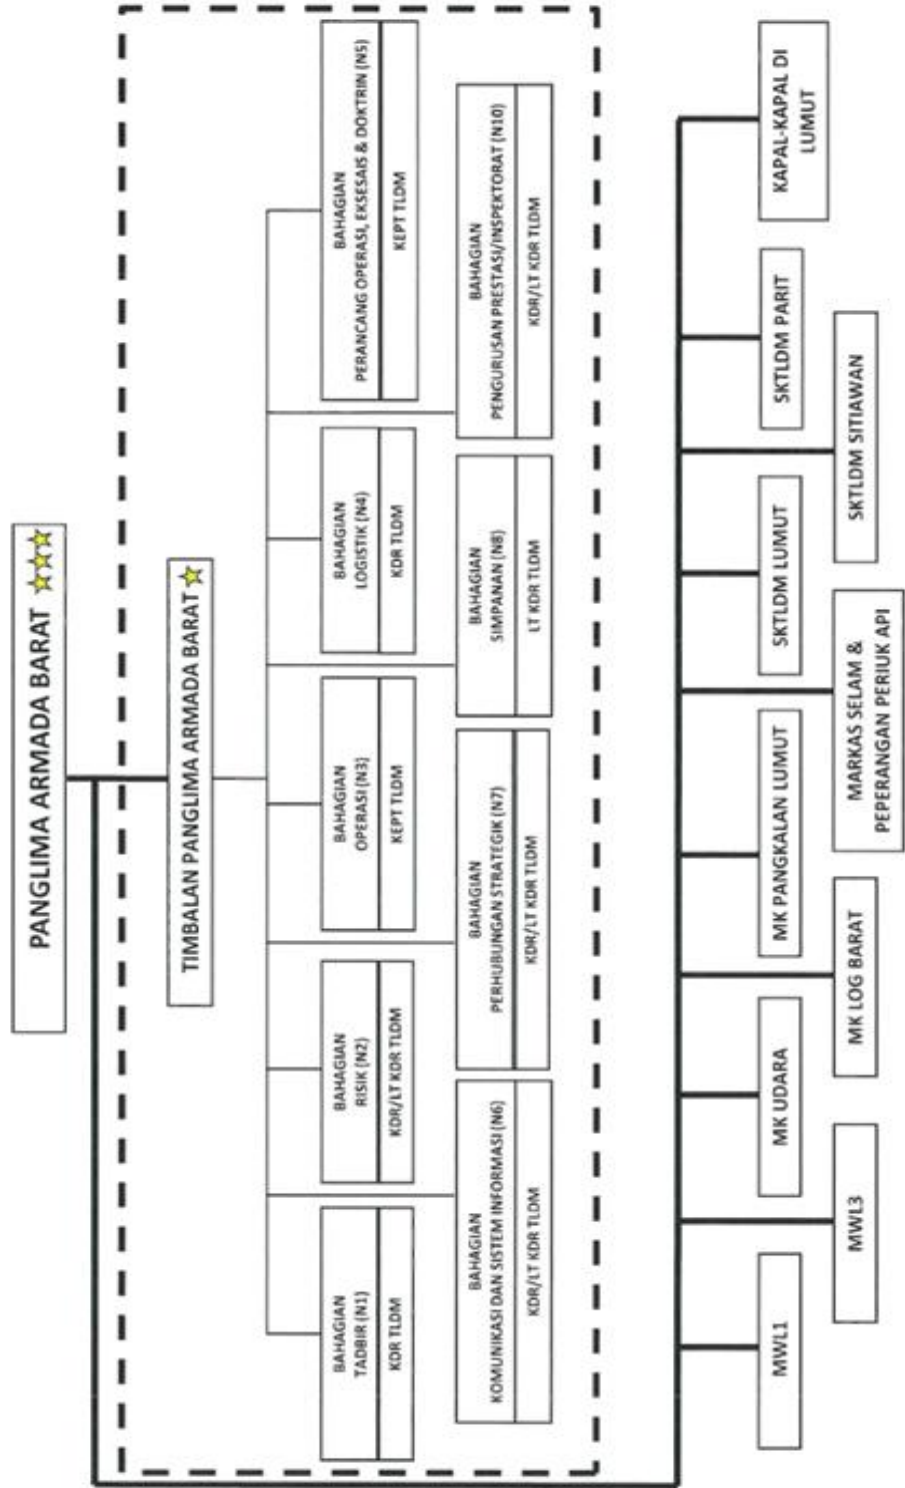 PANGLIMA ARMADA BARAT
TIMBALAN PANGLIMA ARMADA BARAT
BAHAGIAN
TADBIR (N1)
KDR TLDM
BAHAGIAN
RISIK (N2)
KDR/LT KDR TLDM
BAHAGIAN
OPERASI (N3)
KEPT TLDM
BAHAGIAN
LOGISTIK (N4)
KDR TLDM
BAHAGIAN
PERANCANG OPERASI, EKSESAIS & DOKTRIN (N5)
KEPT TLDM
BAHAGIAN
KOMUNIKASI DAN SISTEM INFORMASI (N6)
KDR/LT KDR TLDM
BAHAGIAN
PERHUBUNGAN STRATEGIK (N7)
KDR/LT KDR TLDM
BAHAGIAN
SIMPANAN (N8)
LT KDR TLDM
BAHAGIAN
PENGURUSAN PRESTASI/INSPEKTORAT (N10)
KDR/LT KDR TLDM
MWL1
MK UDARA
MK PANGKALAN LUMUT
SKTLDM LUMUT
SKTLDM PARIT
KAPAL-KAPAL DI
LUMUT
MWL3
MK LOG BARAT
MARKAS SELAM &
PEPERANGAN PERIUK API
SKTLDM SITIAWAN